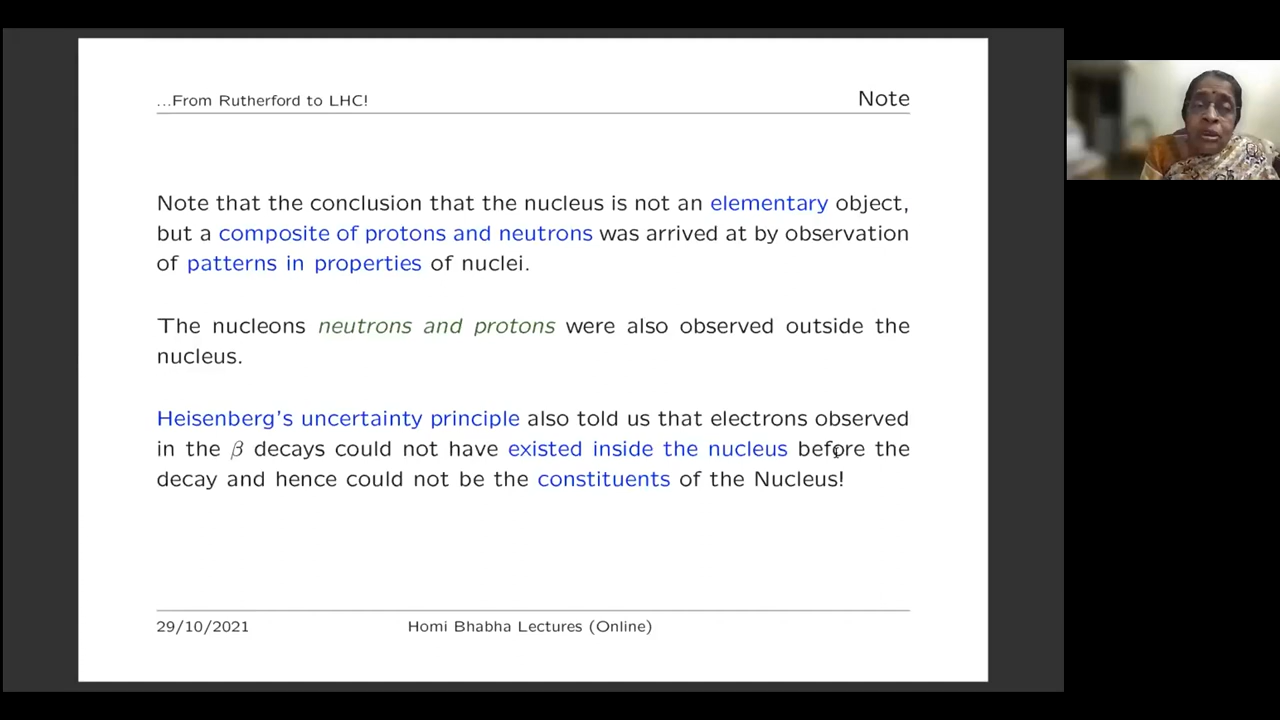 ...From Rutherford to LHC!
Note
Note that the conclusion that the nucleus is not an elementary object,
but a composite of protons and neutrons was arrived at by observation
of patterns in properties of nuclei.
The nucleons neutrons and protons were also observed outside the
nucleus.
Heisenberg's uncertainty principle also told us that electrons observed
in the β decays could not have existed inside the nucleus before the
decay and hence could not be the constituents of the Nucleus!
29/10/2021
Homi Bhabha Lectures (Online)